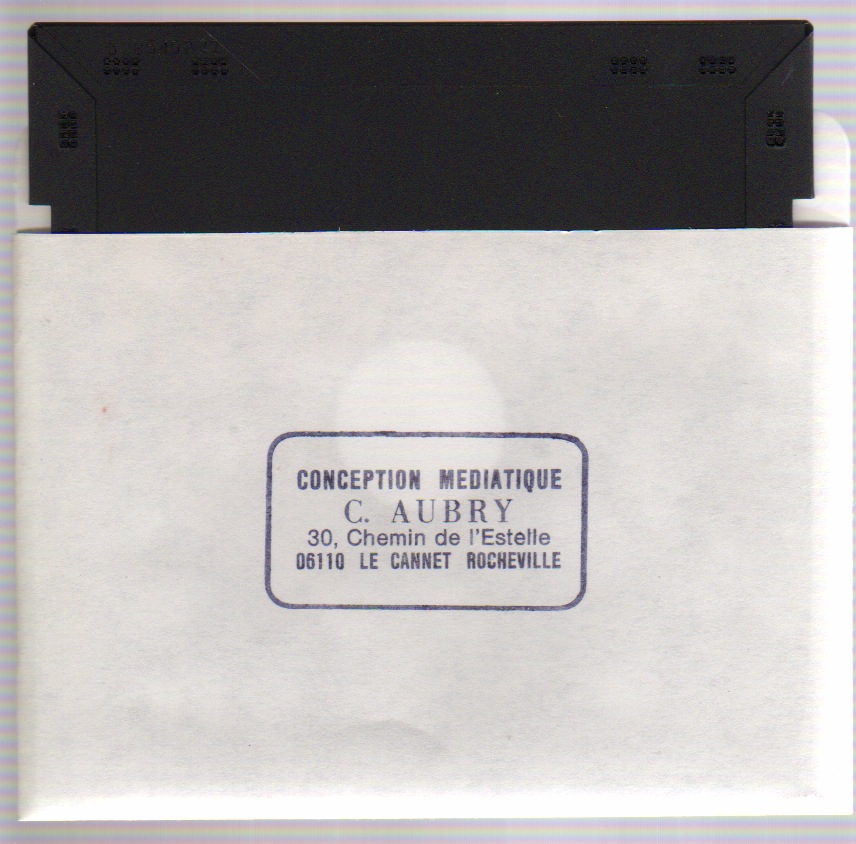 CONCEPTION MEDIATIQUE
C. AUBRY
30, Chemin de l'Estelle
06110 LE CANNET ROCHEVILLE